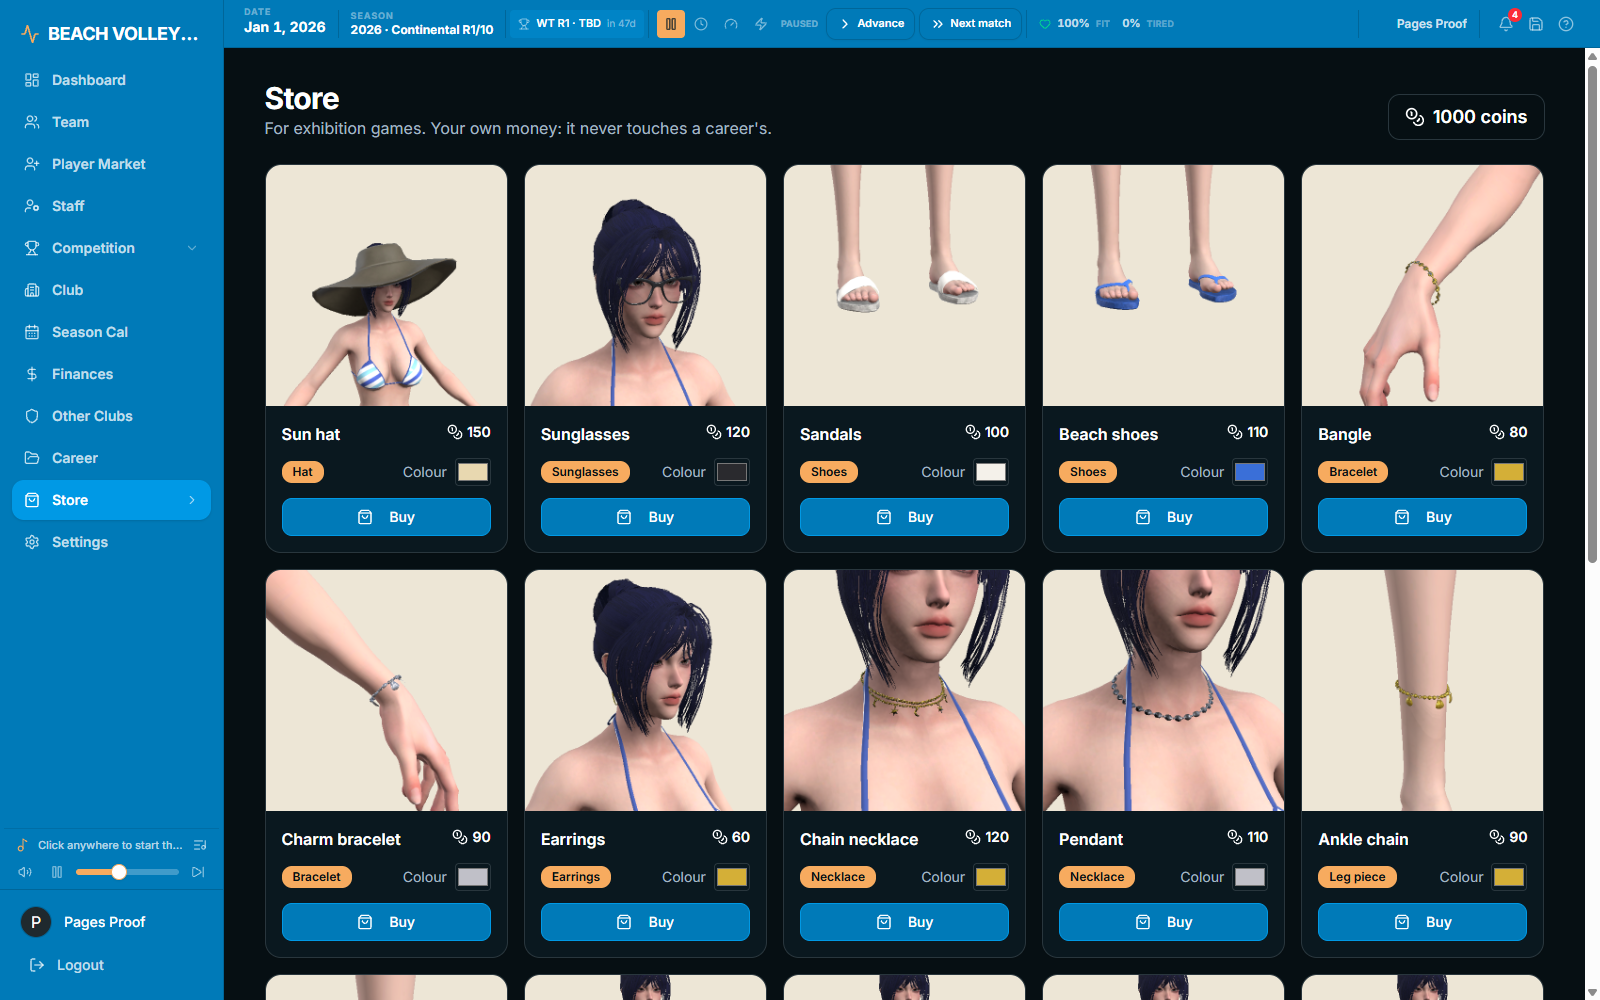 BEACH VOLLEY...
Dashboard
Team
Player Market
Staff
Competition
Club
Season Cal
Finances
Other Clubs
Career
Store
Settings
Click anywhere to start th...
P
Pages Proof
Logout
DATE
Jan 1, 2026
SEASON
2026 · Continental R1/10
WT R1 · TBD in 47d
PAUSED
Advance
Next match
100% FIT 0% TIRED
Pages Proof
4
Store
For exhibition games. Your own money: it never touches a career's.
1000 coins
Sun hat 150
Hat Colour
Buy
Sunglasses 120
Sunglasses Colour
Buy
Sandals 100
Shoes Colour
Buy
Beach shoes 110
Shoes Colour
Buy
Bangle 80
Bracelet Colour
Buy
Charm bracelet 90
Bracelet Colour
Buy
Earrings 60
Earrings Colour
Buy
Chain necklace 120
Necklace Colour
Buy
Pendant 110
Necklace Colour
Buy
Ankle chain 90
Leg piece Colour
Buy